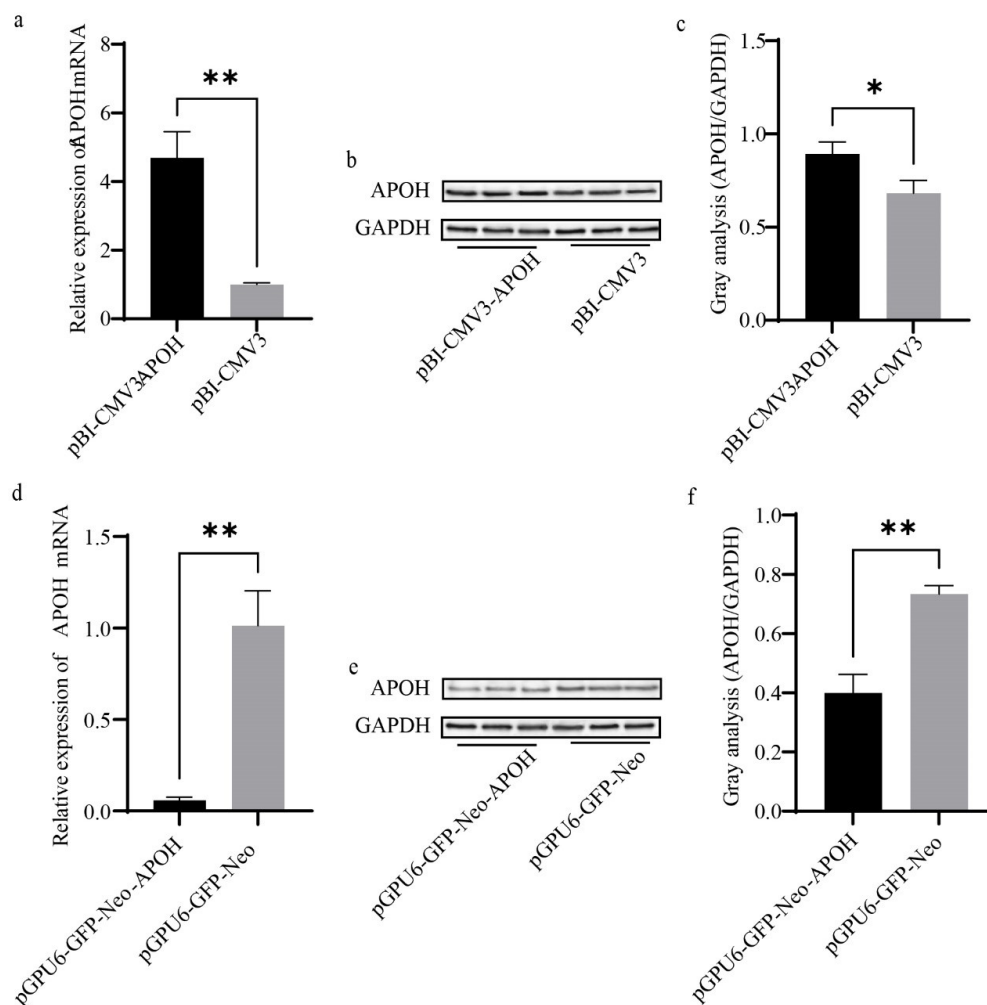 a
Relative expression of APOH mRNA
8
6
4
2
0
**
pBI-CMV3APOH
pBI-CMV3
b
APOH
GAPDH
pBI-CMV3-APOH
pBI-CMV3
c
Gray analysis (APOH/GAPDH)
1.5
1.0
0.5
0.0
*
pBI-CMV3APOH
pBI-CMV3
d
Relative expression of APOH mRNA
1.5
1.0
0.5
0.0
**
pGPU6-GFP-Neo-APOH
pGPU6-GFP-Neo
e
APOH
GAPDH
pGPU6-GFP-Neo-APOH
pGPU6-GFP-Neo
f
Gray analysis (APOH/GAPDH)
1.0
0.8
0.6
0.4
0.2
0.0
**
pGPU6-GFP-Neo-APOH
pGPU6-GFP-Neo